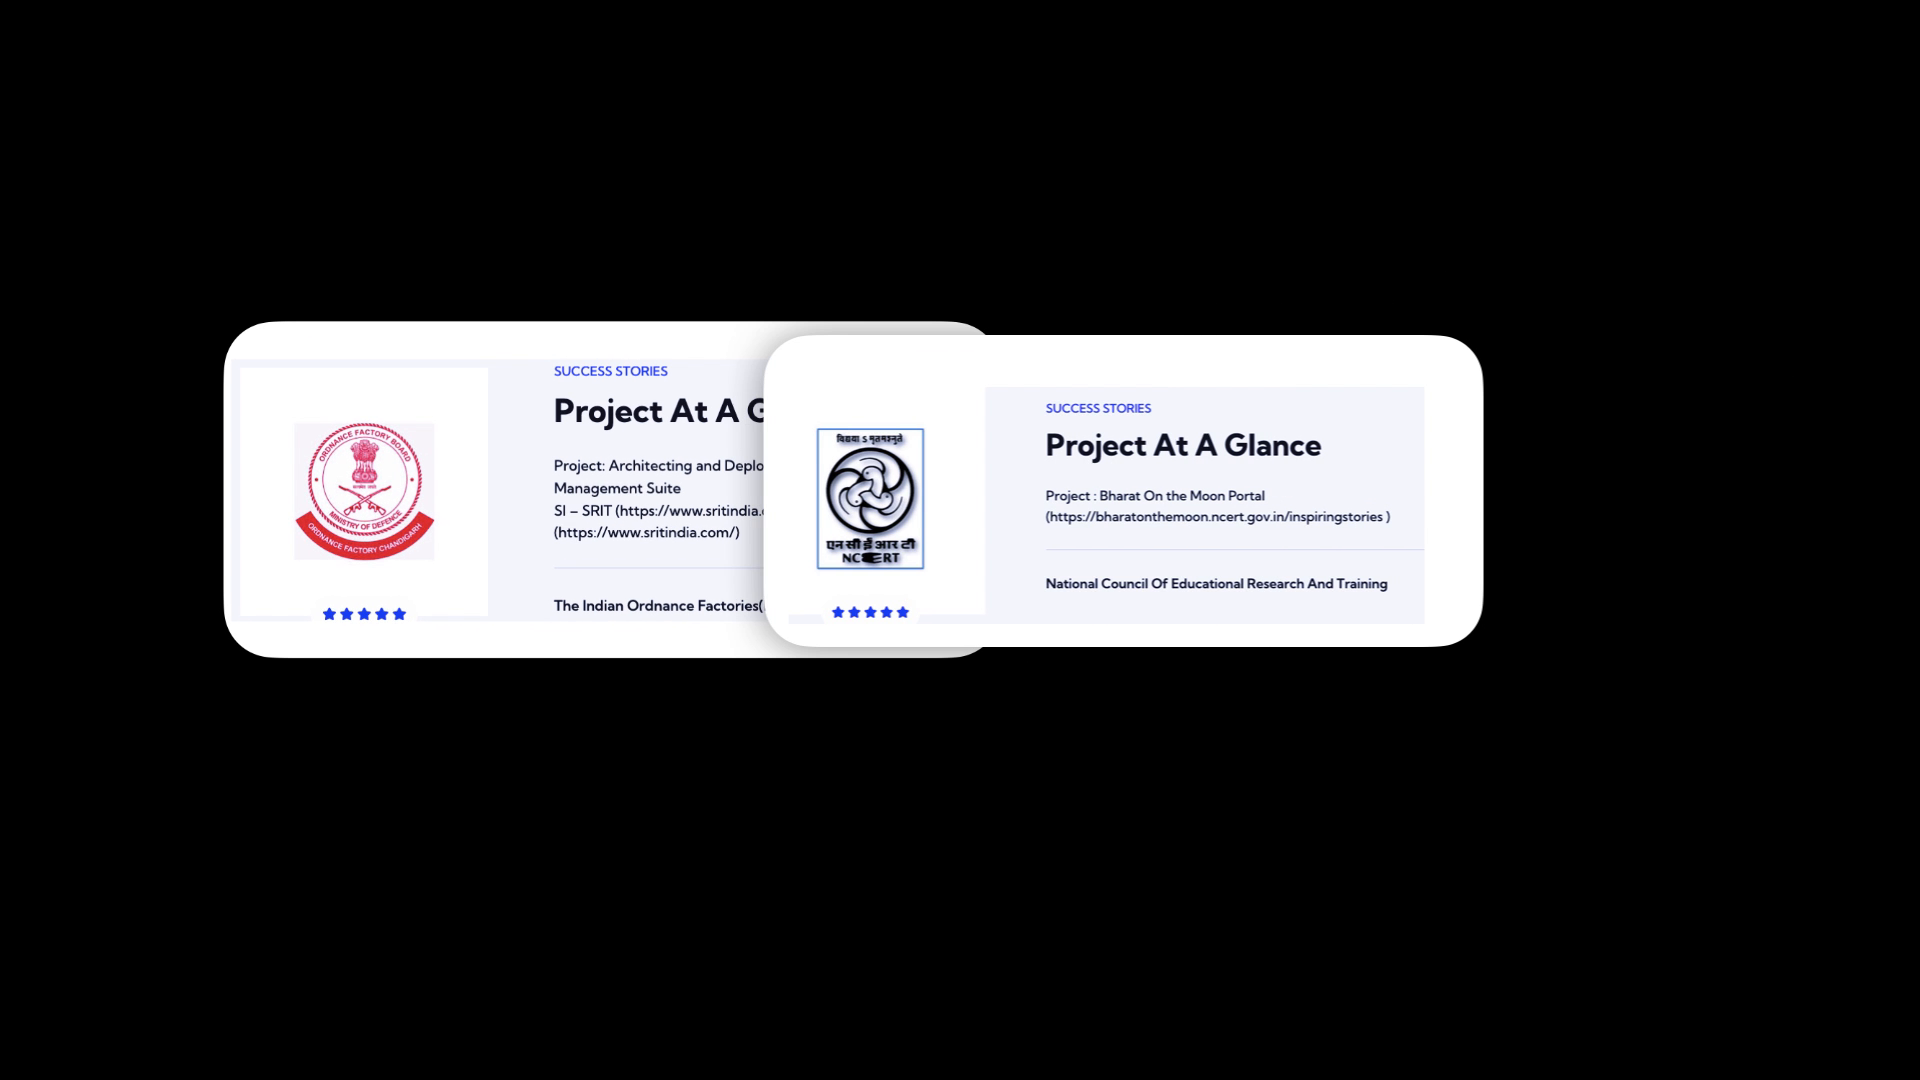 ORDNANCE FACTORY BOARD
MINISTRY OF DEFENCE
ORDNANCE FACTORY CHANDIGARH
SUCCESS STORIES
Project At A G
Project: Architecting and Deplo
Management Suite
SI – SRIT (https://www.sritindia.c
(https://www.sritindia.com/)
The Indian Ordnance Factories(
विद्यया ऽ मृतमश्नुते
एन सी ई आर टी
NCERT
SUCCESS STORIES
Project At A Glance
Project : Bharat On the Moon Portal
(https://bharatonthemoon.ncert.gov.in/inspiringstories )
National Council Of Educational Research And Training